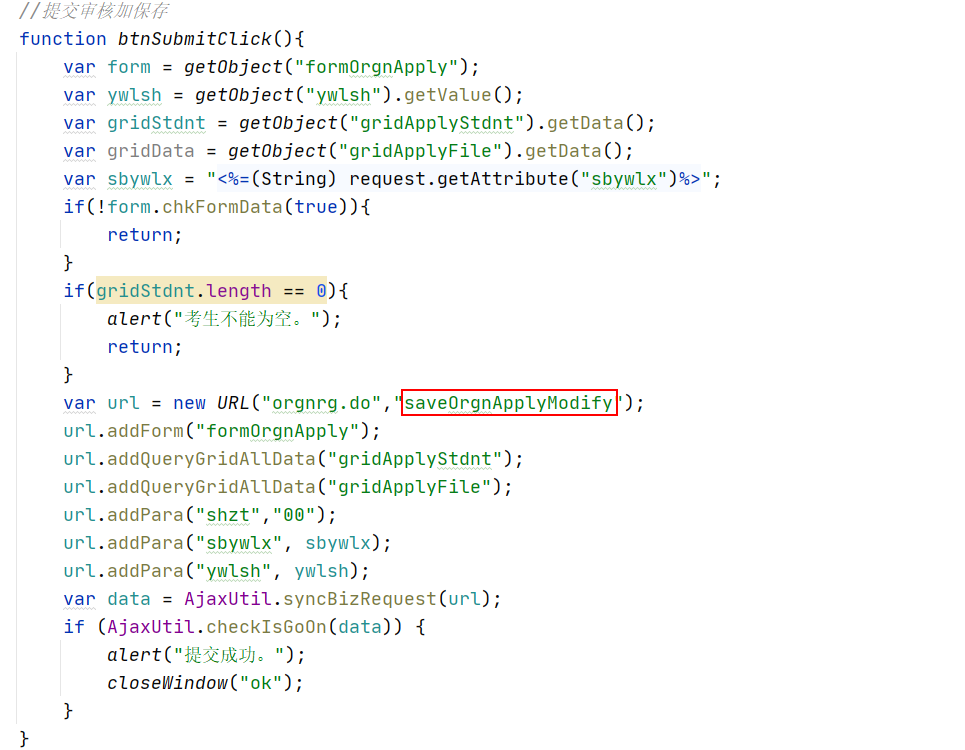 //提交审核加保存
function btnSubmitClick(){
    var form = getObject("formOrgnApply");
    var ywlsh = getObject("ywlsh").getValue();
    var gridStdnt = getObject("gridApplyStdnt").getData();
    var gridData = getObject("gridApplyFile").getData();
    var sbywlx = "<%=(String) request.getAttribute("sbywlx")%>";
    if(!form.chkFormData(true)){
        return;
    }
    if(gridStdnt.length == 0){
        alert("考生不能为空。");
        return;
    }
    var url = new URL("orgnrg.do","saveOrgnApplyModify");
    url.addForm("formOrgnApply");
    url.addQueryGridAllData("gridApplyStdnt");
    url.addQueryGridAllData("gridApplyFile");
    url.addPara("shzt","00");
    url.addPara("sbywlx", sbywlx);
    url.addPara("ywlsh", ywlsh);
    var data = AjaxUtil.syncBizRequest(url);
    if (AjaxUtil.checkIsGoOn(data)) {
        alert("提交成功。");
        closeWindow("ok");
    }
}